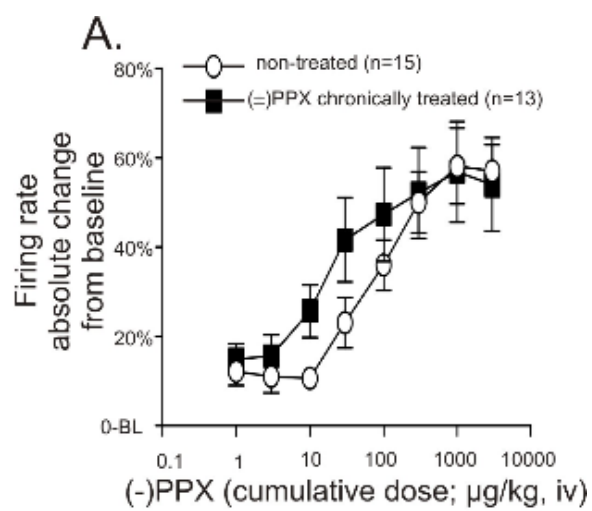 A.
non-treated (n=15)
(±)PPX chronically treated (n=13)
80%
60%
40%
20%
0-BL
Firing rate
absolute change
from baseline
0.1
1
10
100
1000
10000
(-)PPX (cumulative dose; µg/kg, iv)